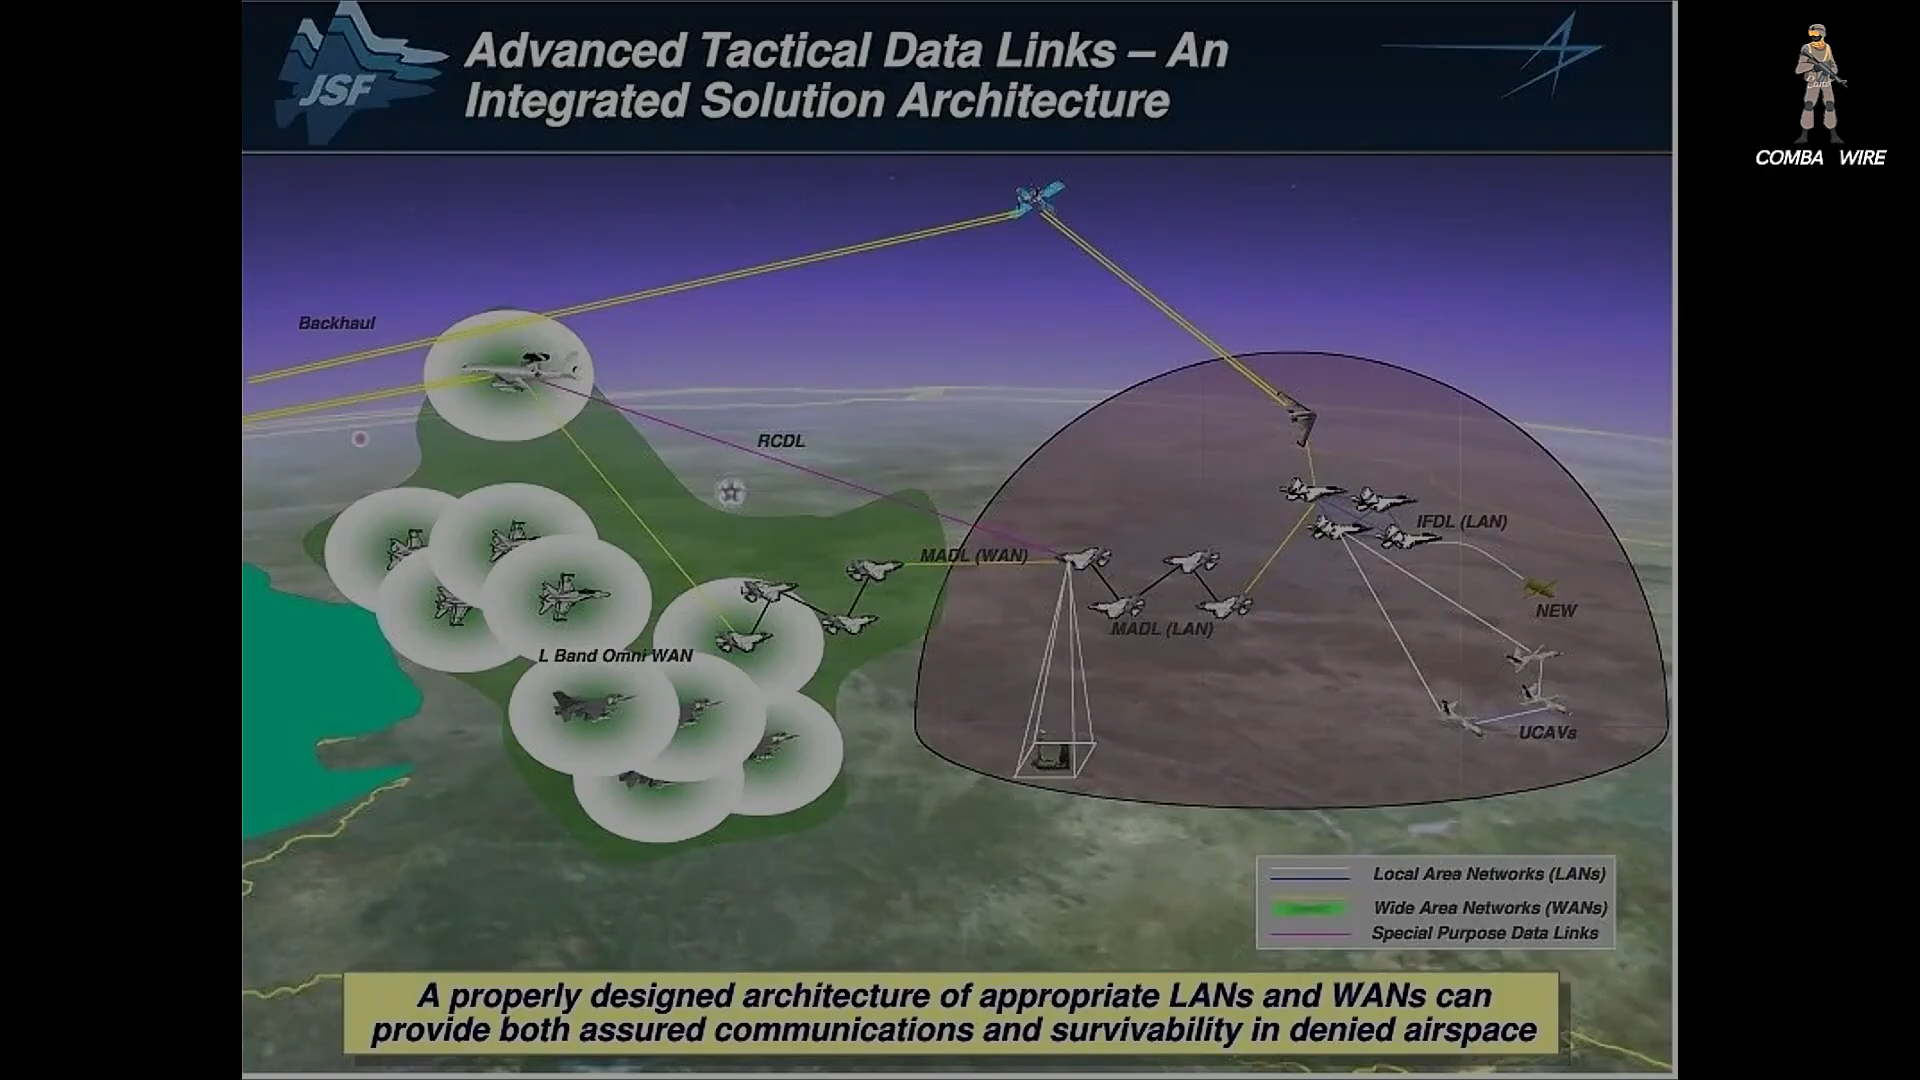 JSF
Advanced Tactical Data Links – An
Integrated Solution Architecture
COMBA WIRE
Backhaul
RCDL
MADL (WAN)
IFDL (LAN)
NEW
MADL (LAN)
L Band Omni WAN
UCAVs
Local Area Networks (LANs)
Wide Area Networks (WANs)
Special Purpose Data Links
A properly designed architecture of appropriate LANs and WANs can
provide both assured communications and survivability in denied airspace